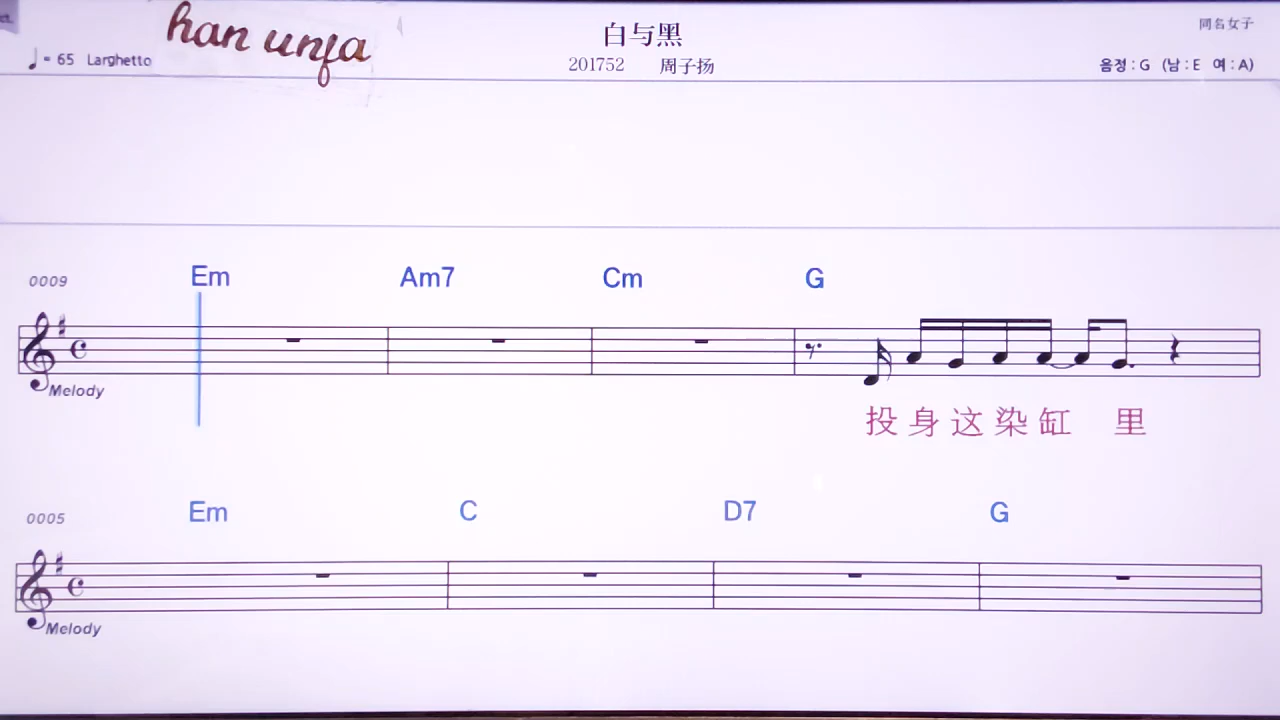 han unfa
白与黑
同名女子
♩= 65 Larghetto
201752 周子扬
음정 : G (남 : E 여 : A)
0009 Em Am7 Cm G
Melody
投身这染缸 里
0005 Em C D7 G
Melody